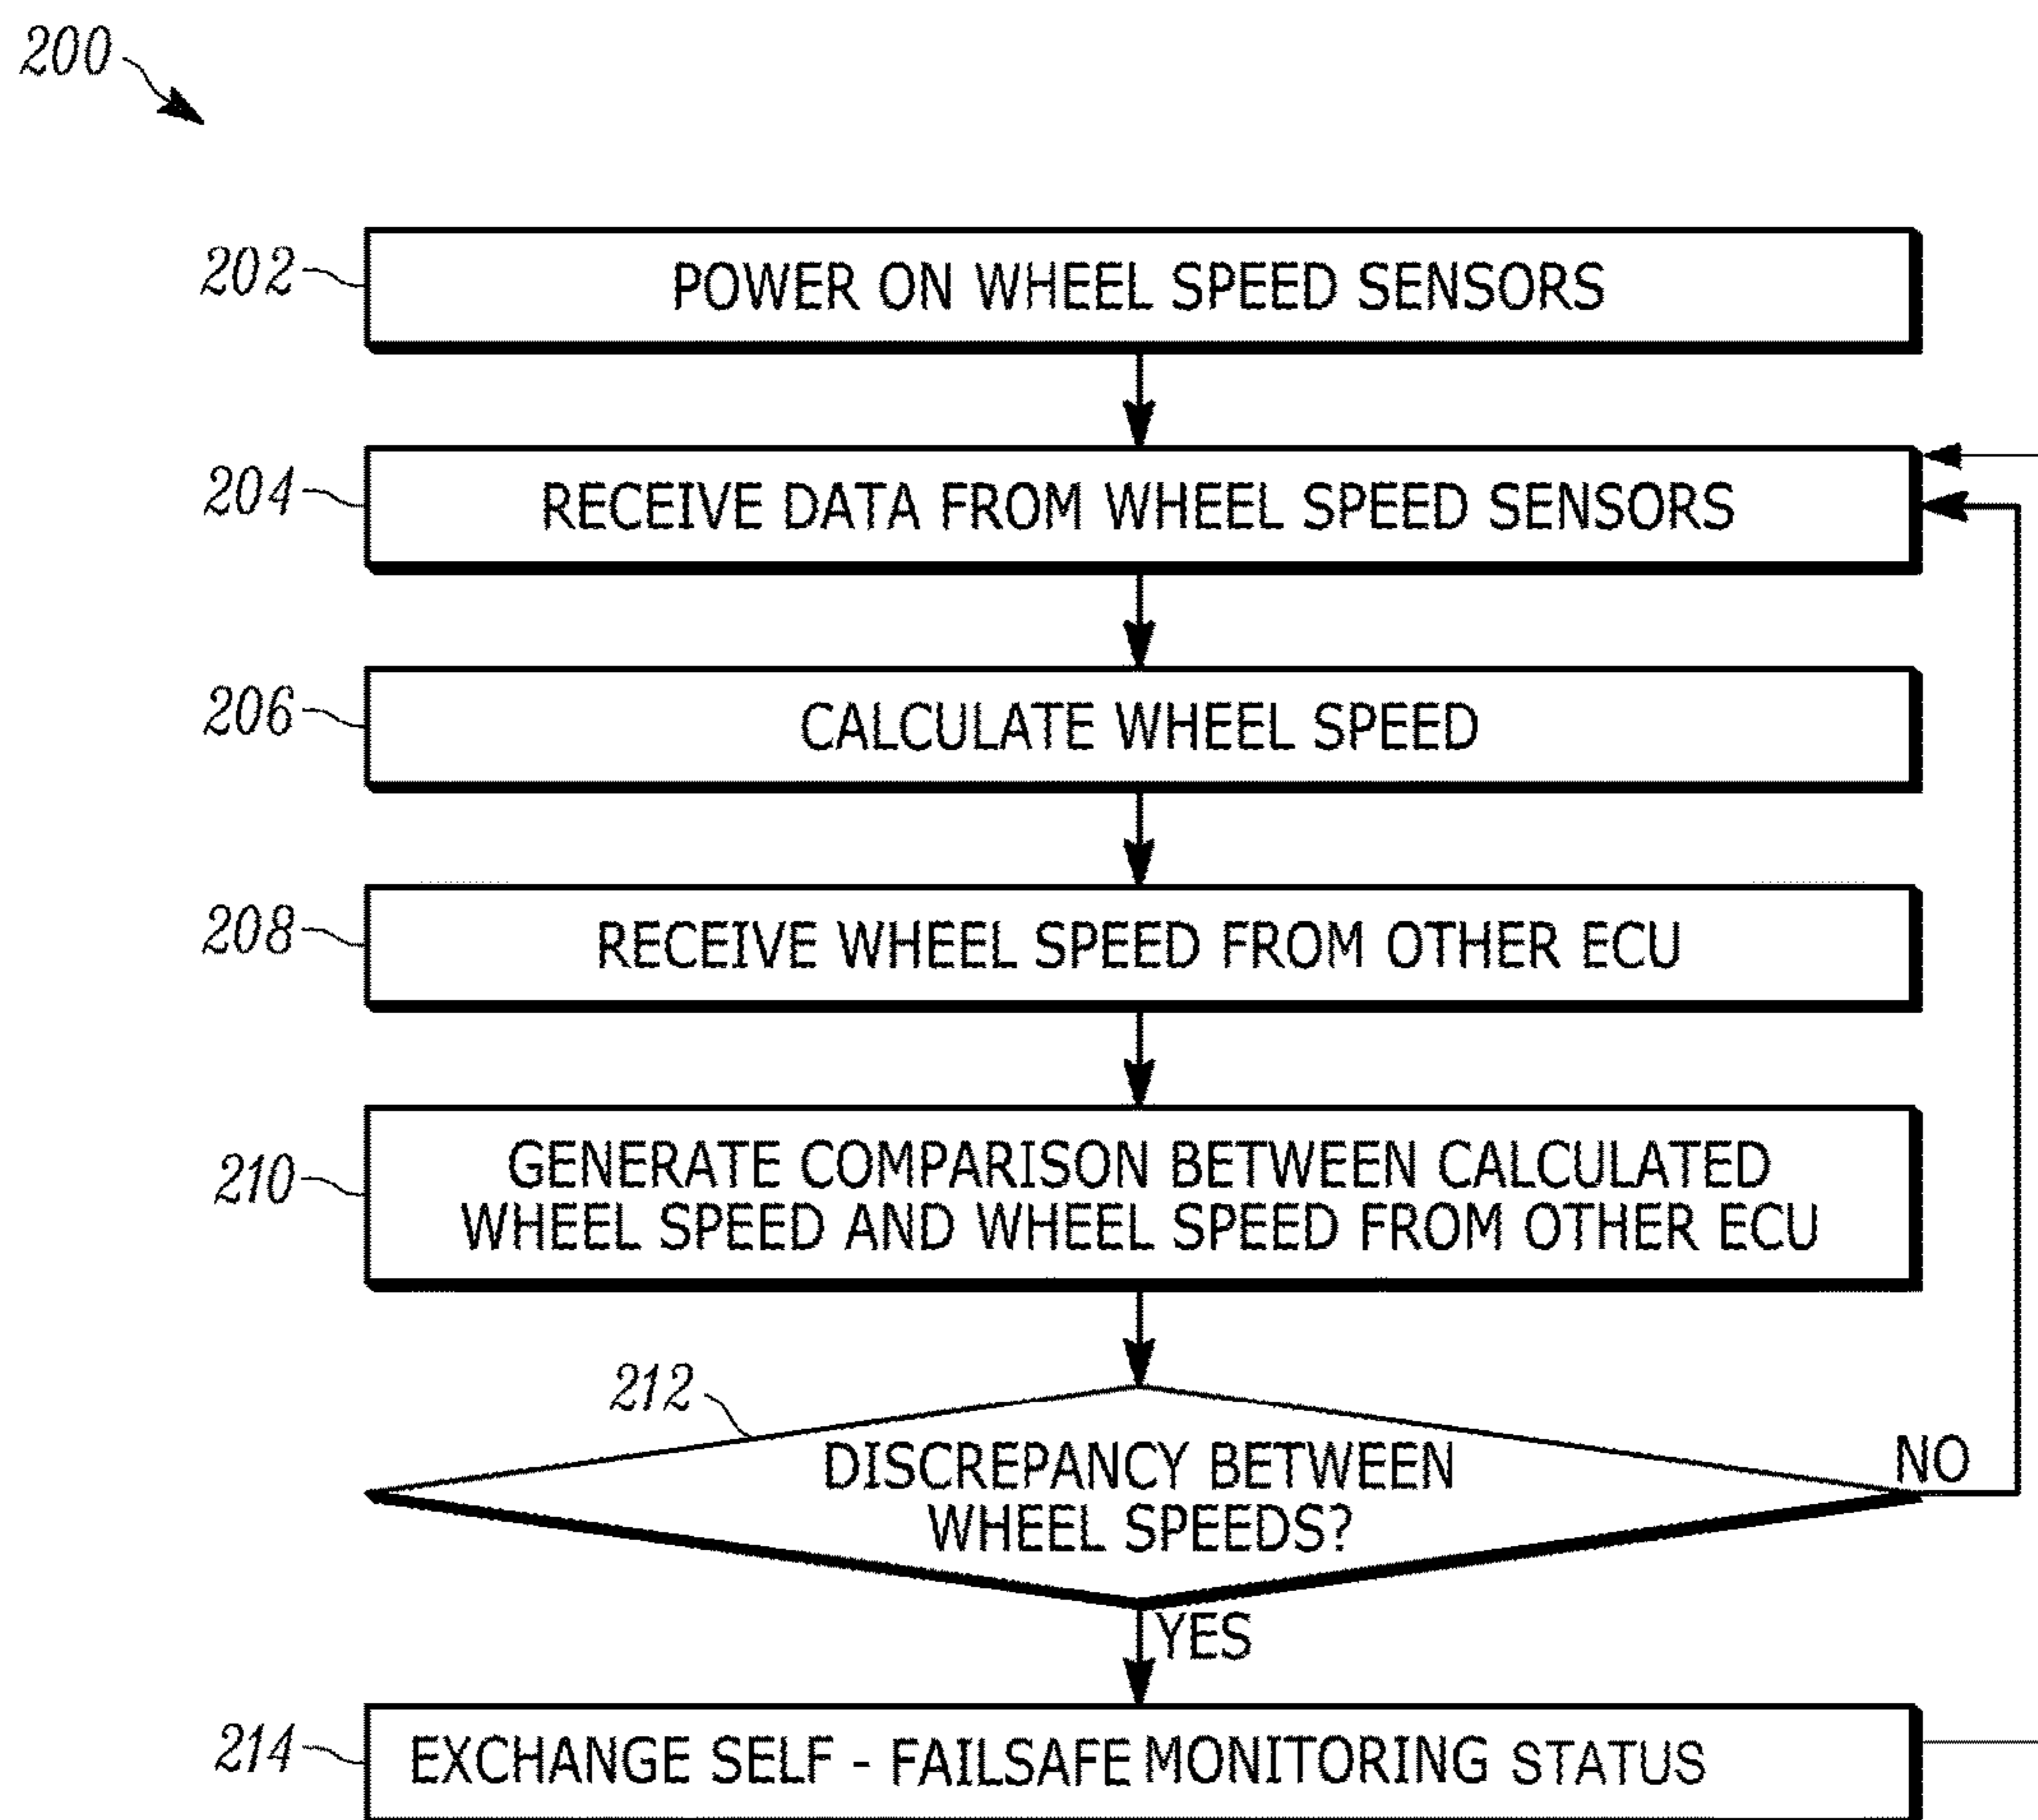 200
202
POWER ON WHEEL SPEED SENSORS
204
RECEIVE DATA FROM WHEEL SPEED SENSORS
206
CALCULATE WHEEL SPEED
208
RECEIVE WHEEL SPEED FROM OTHER ECU
210
GENERATE COMPARISON BETWEEN CALCULATED
WHEEL SPEED AND WHEEL SPEED FROM OTHER ECU
212
DISCREPANCY BETWEEN
WHEEL SPEEDS?
NO
YES
214
EXCHANGE SELF - FAILSAFE MONITORING STATUS